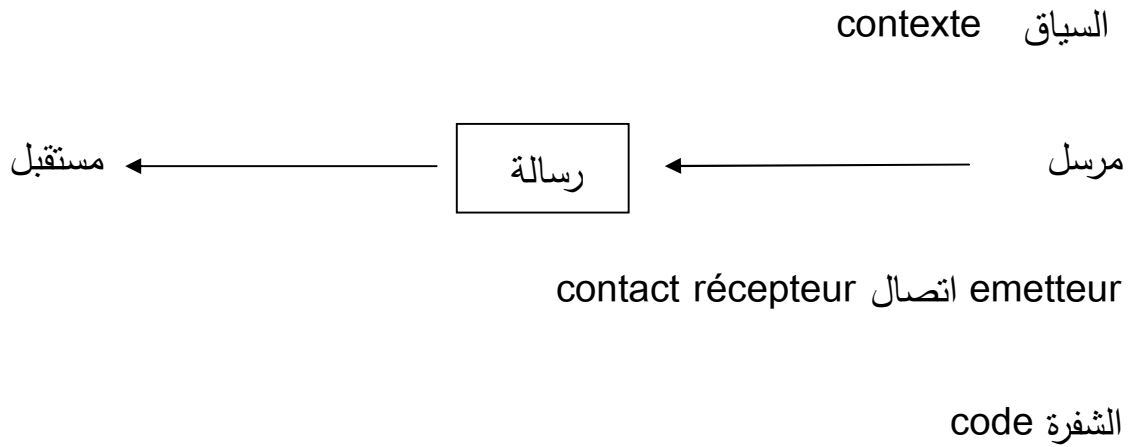 السياق contexte
مرسل رسالة مستقبل
emetteur اتصال contact récepteur
الشفرة code